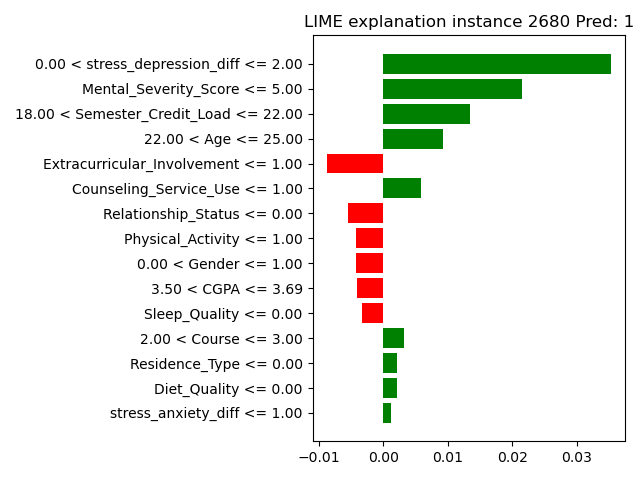 LIME explanation instance 2680 Pred: 1
0.00 < stress_depression_diff <= 2.00
Mental_Severity_Score <= 5.00
18.00 < Semester_Credit_Load <= 22.00
22.00 < Age <= 25.00
Extracurricular_Involvement <= 1.00
Counseling_Service_Use <= 1.00
Relationship_Status <= 0.00
Physical_Activity <= 1.00
0.00 < Gender <= 1.00
3.50 < CGPA <= 3.69
Sleep_Quality <= 0.00
2.00 < Course <= 3.00
Residence_Type <= 0.00
Diet_Quality <= 0.00
stress_anxiety_diff <= 1.00
−0.01 0.00 0.01 0.02 0.03